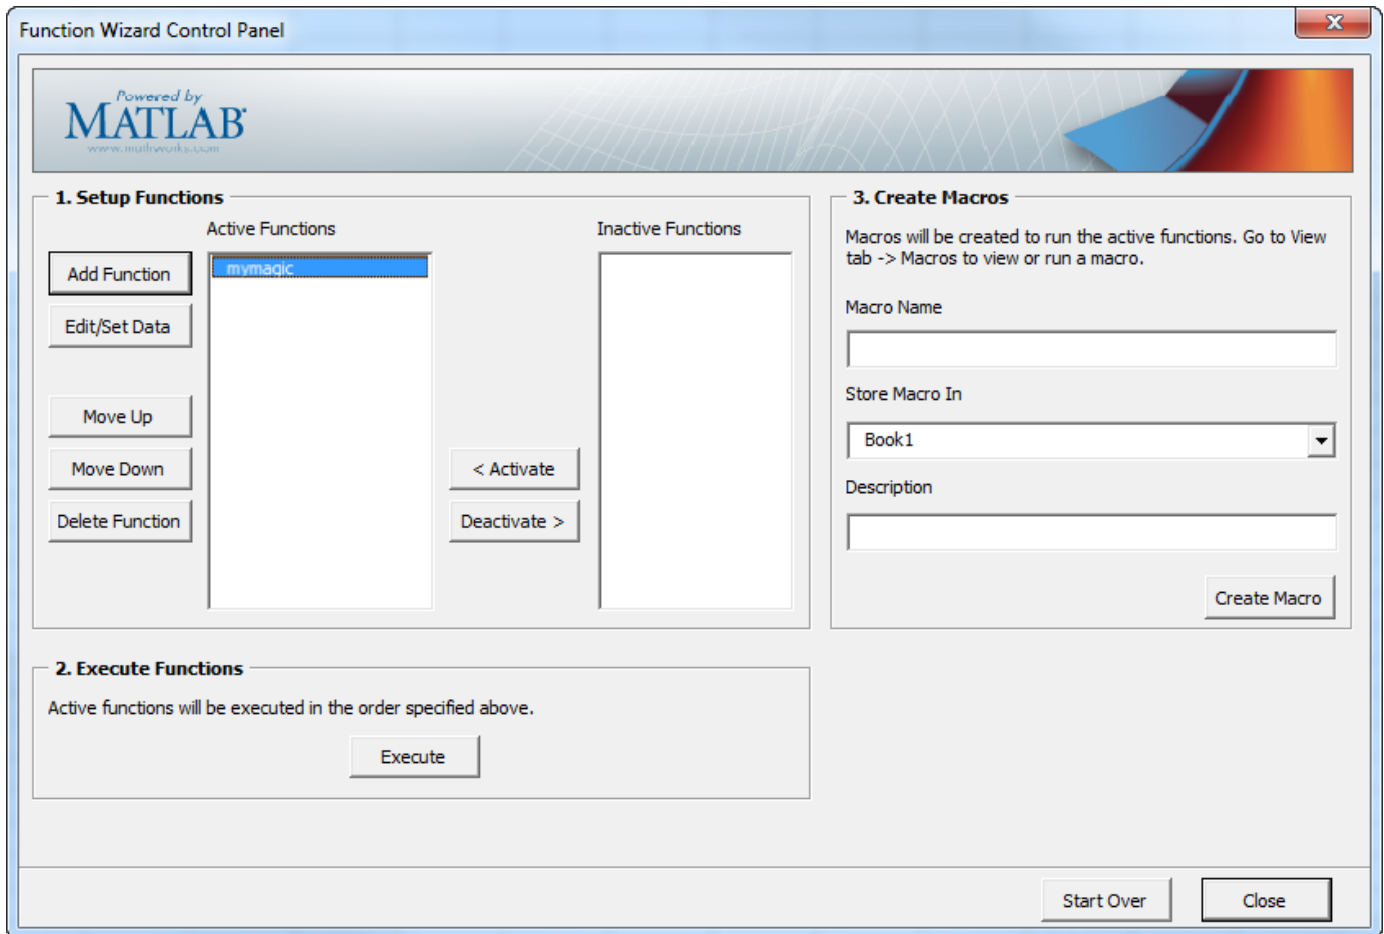 Function Wizard Control Panel
Powered by
MATLAB®
www.mathworks.com
1. Setup Functions
Active Functions
Inactive Functions
Add Function
mymagic
Edit/Set Data
Move Up
Move Down
< Activate
Delete Function
Deactivate >
3. Create Macros
Macros will be created to run the active functions. Go to View
tab -> Macros to view or run a macro.
Macro Name
Store Macro In
Book1
Description
Create Macro
2. Execute Functions
Active functions will be executed in the order specified above.
Execute
Start Over
Close